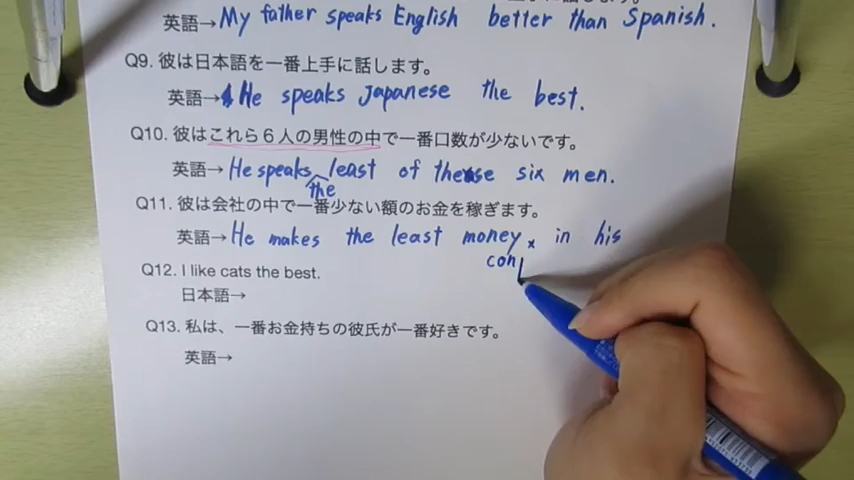 英語→My father speaks English better than Spanish.
Q9. 彼は日本語を一番上手に話します。
英語→He speaks Japanese the best.
Q10. 彼はこれら6人の男性の中で一番口数が少ないです。
英語→He speaks least of these six men.
the
Q11. 彼は会社の中で一番少ない額のお金を稼ぎます。
英語→He makes the least money x in his
con
Q12. I like cats the best.
日本語→
Q13. 私は、一番お金持ちの彼氏が一番好きです。
英語→